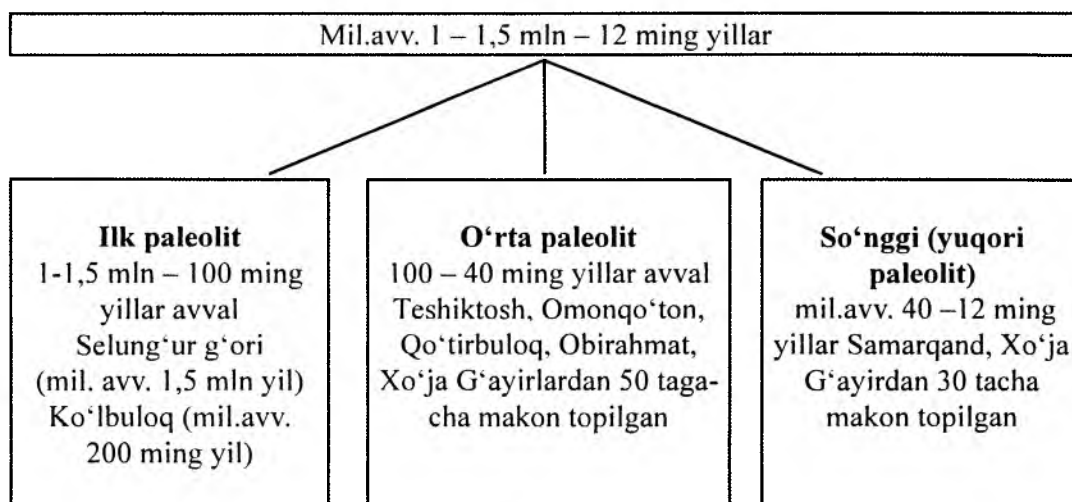 Mil.avv. 1 – 1,5 mln – 12 ming yillar
Ilk paleolit
1-1,5 mln – 100 ming
yillar avval
Selung‘ur g‘ori
(mil. avv. 1,5 mln yil)
Ko‘lbuloq (mil.avv.
200 ming yil)
O‘rta paleolit
100 – 40 ming yillar avval
Teshiktosh, Omonqo‘ton,
Qo‘tirbuloq, Obirahmat,
Xo‘ja G‘ayirlardan 50 taga-
cha makon topilgan
So‘nggi (yuqori
paleolit)
mil.avv. 40 –12 ming
yillar Samarqand, Xo‘ja
G‘ayirdan 30 tacha
makon topilgan